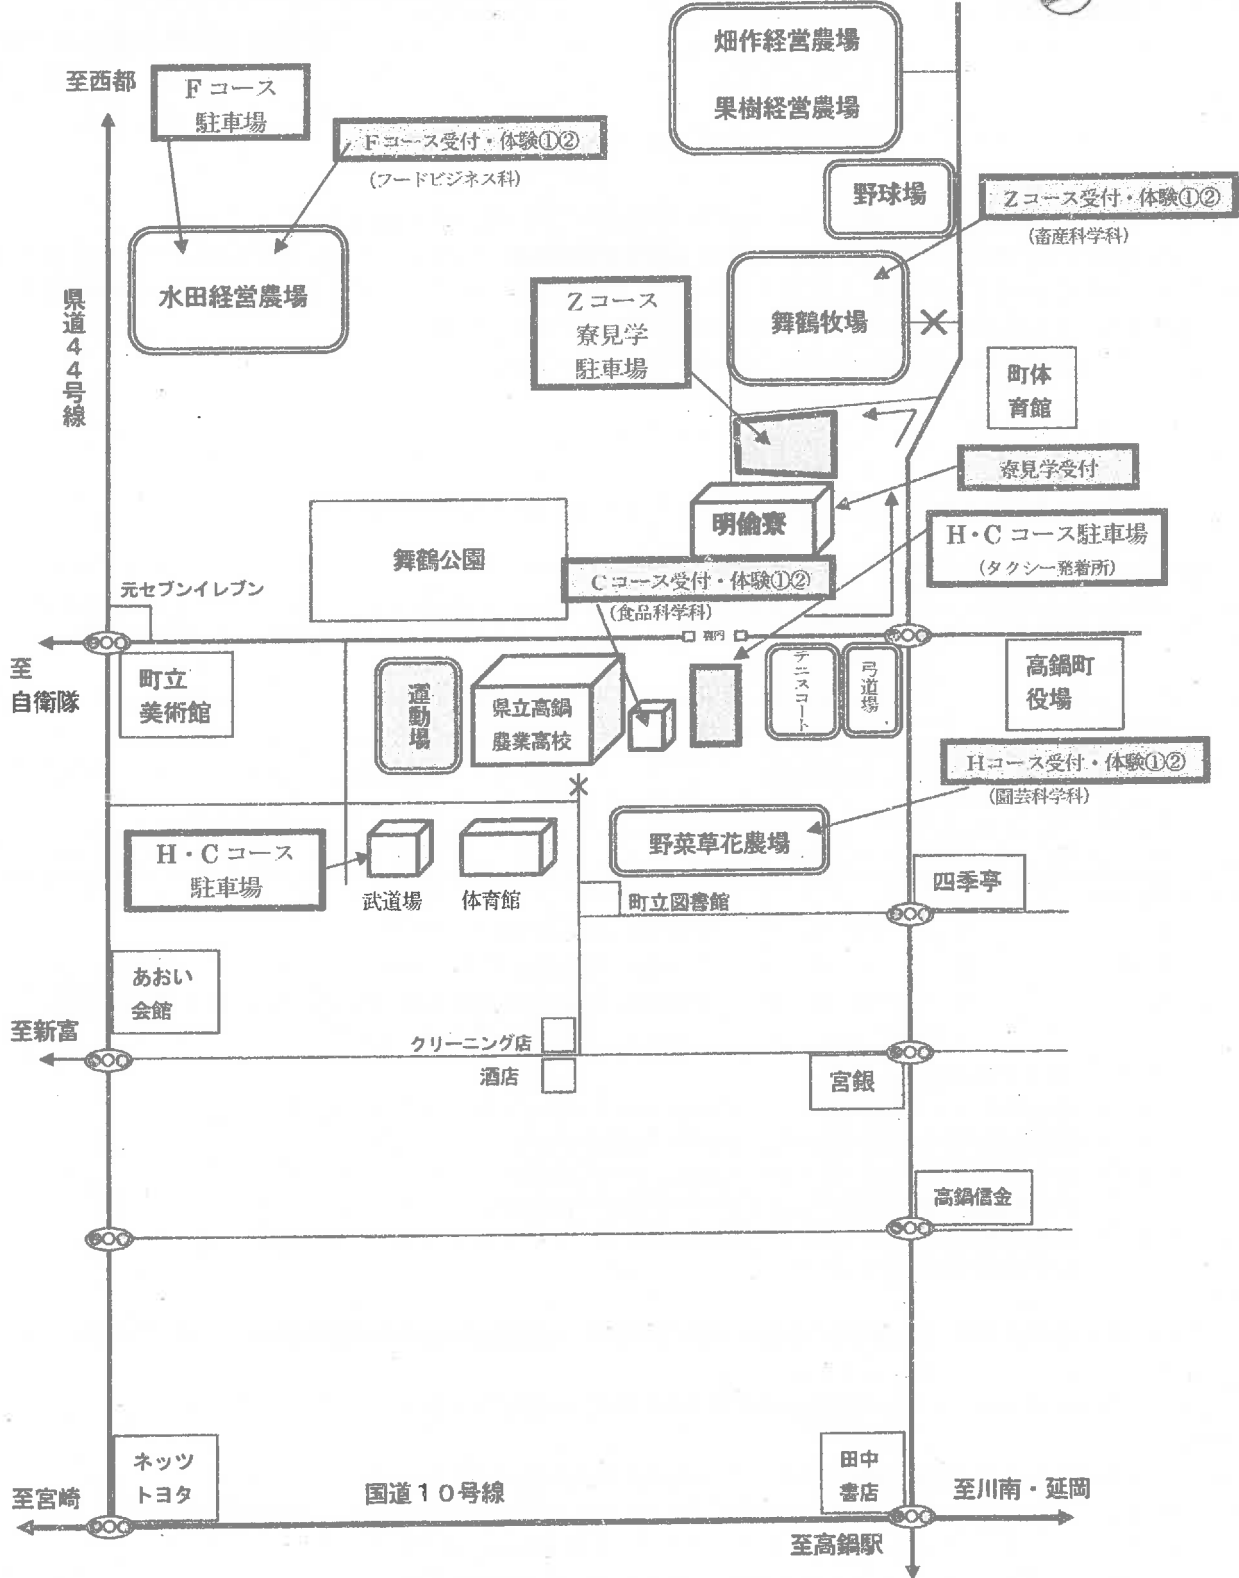 畑作経営農場
果樹経営農場
至西都
Fコース
駐車場
Fコース受付・体験①②
(フードビジネス科)
野球場
Zコース受付・体験①②
(畜産科学科)
水田経営農場
県道44号線
Zコース
寮見学
駐車場
舞鶴牧場
町体
育館
寮見学受付
明倫寮
H・Cコース駐車場
(タクシー発着所)
舞鶴公園
Cコース受付・体験①②
(食品科学科)
元セブンイレブン
至
自衛隊
町立
美術館
運動場
県立高鍋
農業高校
テニスコート
弓道場
高鍋町
役場
Hコース受付・体験①②
(園芸科学科)
H・Cコース
駐車場
武道場
体育館
野菜草花農場
町立図書館
四季亭
あおい
会館
至新富
クリーニング店
酒店
宮銀
高鍋信金
ネッツ
トヨタ
至宮崎
国道10号線
田中
書店
至川南・延岡
至高鍋駅